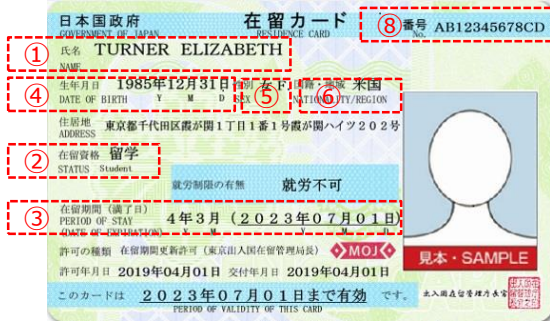 日本国政府 在留カード ⑧ 番号 AB12345678CD
GOVERNMENT OF JAPAN RESIDENCE CARD No.
① 氏名 TURNER ELIZABETH
NAME
④ 生年月日 1985年12月31日 性別 女 F. ⑤ 国籍・地域 米国 ⑥
DATE OF BIRTH Y M D SEX NATIONALITY/REGION
住居地 東京都千代田区霞が関1丁目1番1号霞が関ハイツ202号
ADDRESS
② 在留資格 留学
STATUS Student
就労制限の有無 就労不可
③ 在留期間(満了日) 4年3月(2023年07月01日)
PERIOD OF STAY
(DATE OF EXPIRATION) Y M Y M D
許可の種類 在留期間更新許可(東京出入国在留管理局長) MOJ
見本・SAMPLE
許可年月日 2019年04月01日 交付年月日 2019年04月01日
このカードは 2023年07月01日まで有効 です。 出入国在留管理庁長官
PERIOD OF VALIDITY OF THIS CARD